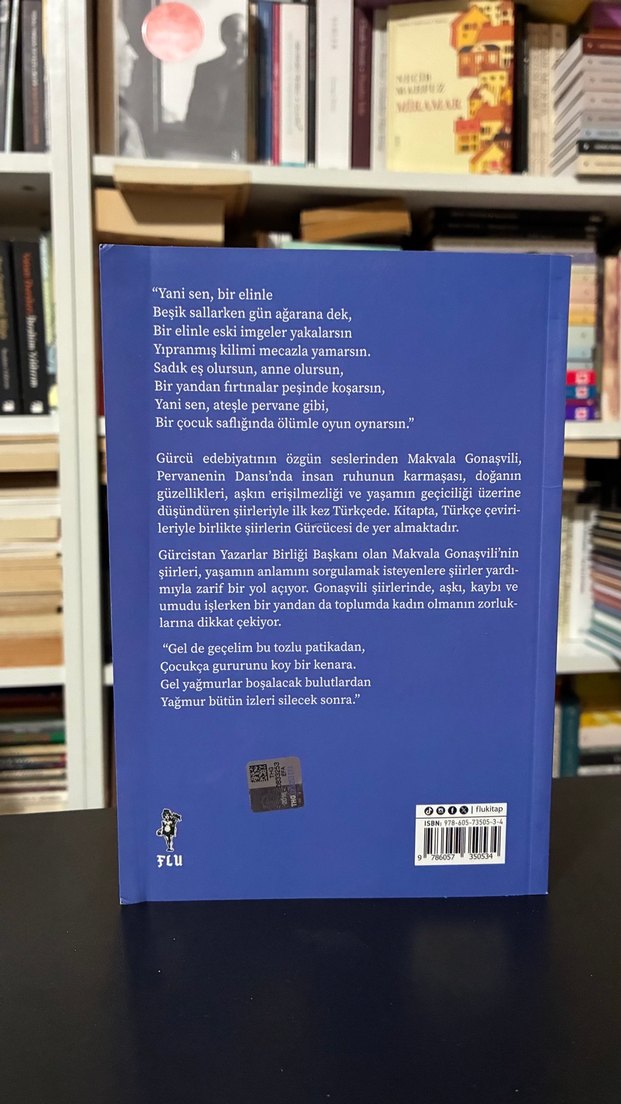 NECİB
MAHFUZ
MİRAMAR
“Yani sen, bir elinle
Beşik sallarken gün ağarana dek,
Bir elinle eski imgeler yakalarsın
Yıpranmış kilimi mecazla yamarsın.
Sadık eş olursun, anne olursun,
Bir yandan fırtınalar peşinde koşarsın,
Yani sen, ateşle pervane gibi,
Bir çocuk saflığında ölümle oyun oynarsın.”
Gürcü edebiyatının özgün seslerinden Makvala Gonaşvili,
Pervanenin Dansı’nda insan ruhunun karmaşası, doğanın
güzellikleri, aşkın erişilmezliği ve yaşamın geçiciliği üzerine
düşündüren şiirleriyle ilk kez Türkçede. Kitapta, Türkçe çeviri-
leriyle birlikte şiirlerin Gürcücesi de yer almaktadır.
Gürcistan Yazarlar Birliği Başkanı olan Makvala Gonaşvili’nin
şiirleri, yaşamın anlamını sorgulamak isteyenlere şiirler yardı-
mıyla zarif bir yol açıyor. Gonaşvili şiirlerinde, aşkı, kaybı ve
umudu işlerken bir yandan da toplumda kadın olmanın zorluk-
larına dikkat çekiyor.
“Gel de geçelim bu tozlu patikadan,
Çocukça gururunu koy bir kenara.
Gel yağmurlar boşalacak bulutlardan
Yağmur bütün izleri silecek sonra.”
FLU
| flukitap
ISBN: 978-605-73505-3-4
9 786057 350534